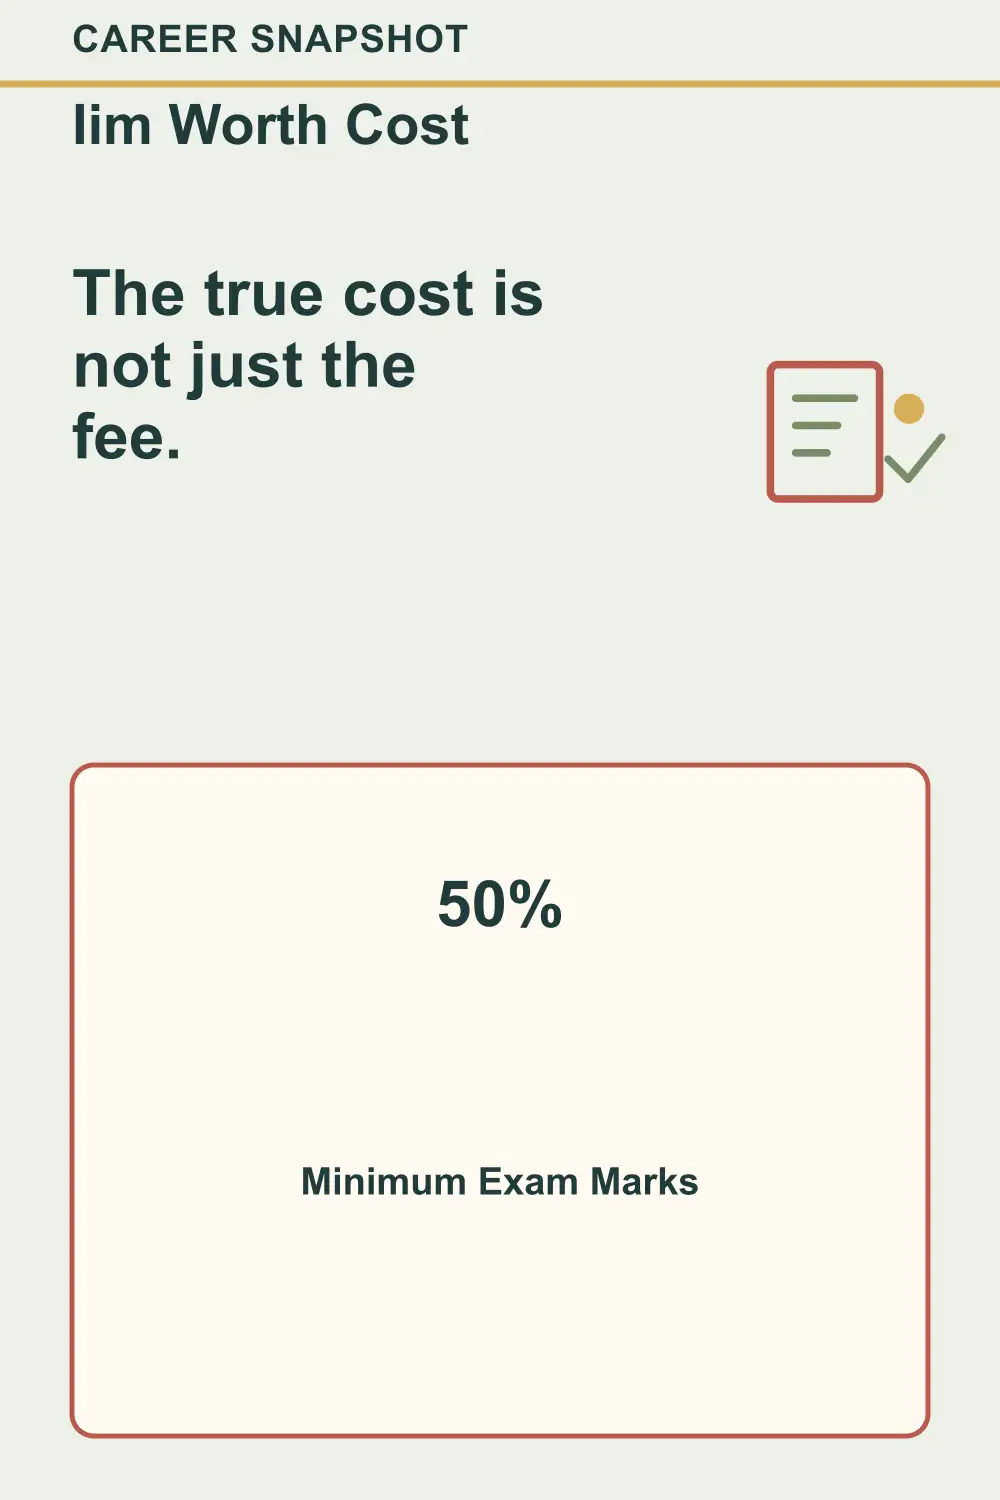 CAREER SNAPSHOT
Iim Worth Cost
The true cost is
not just the
fee.
50%
Minimum Exam Marks